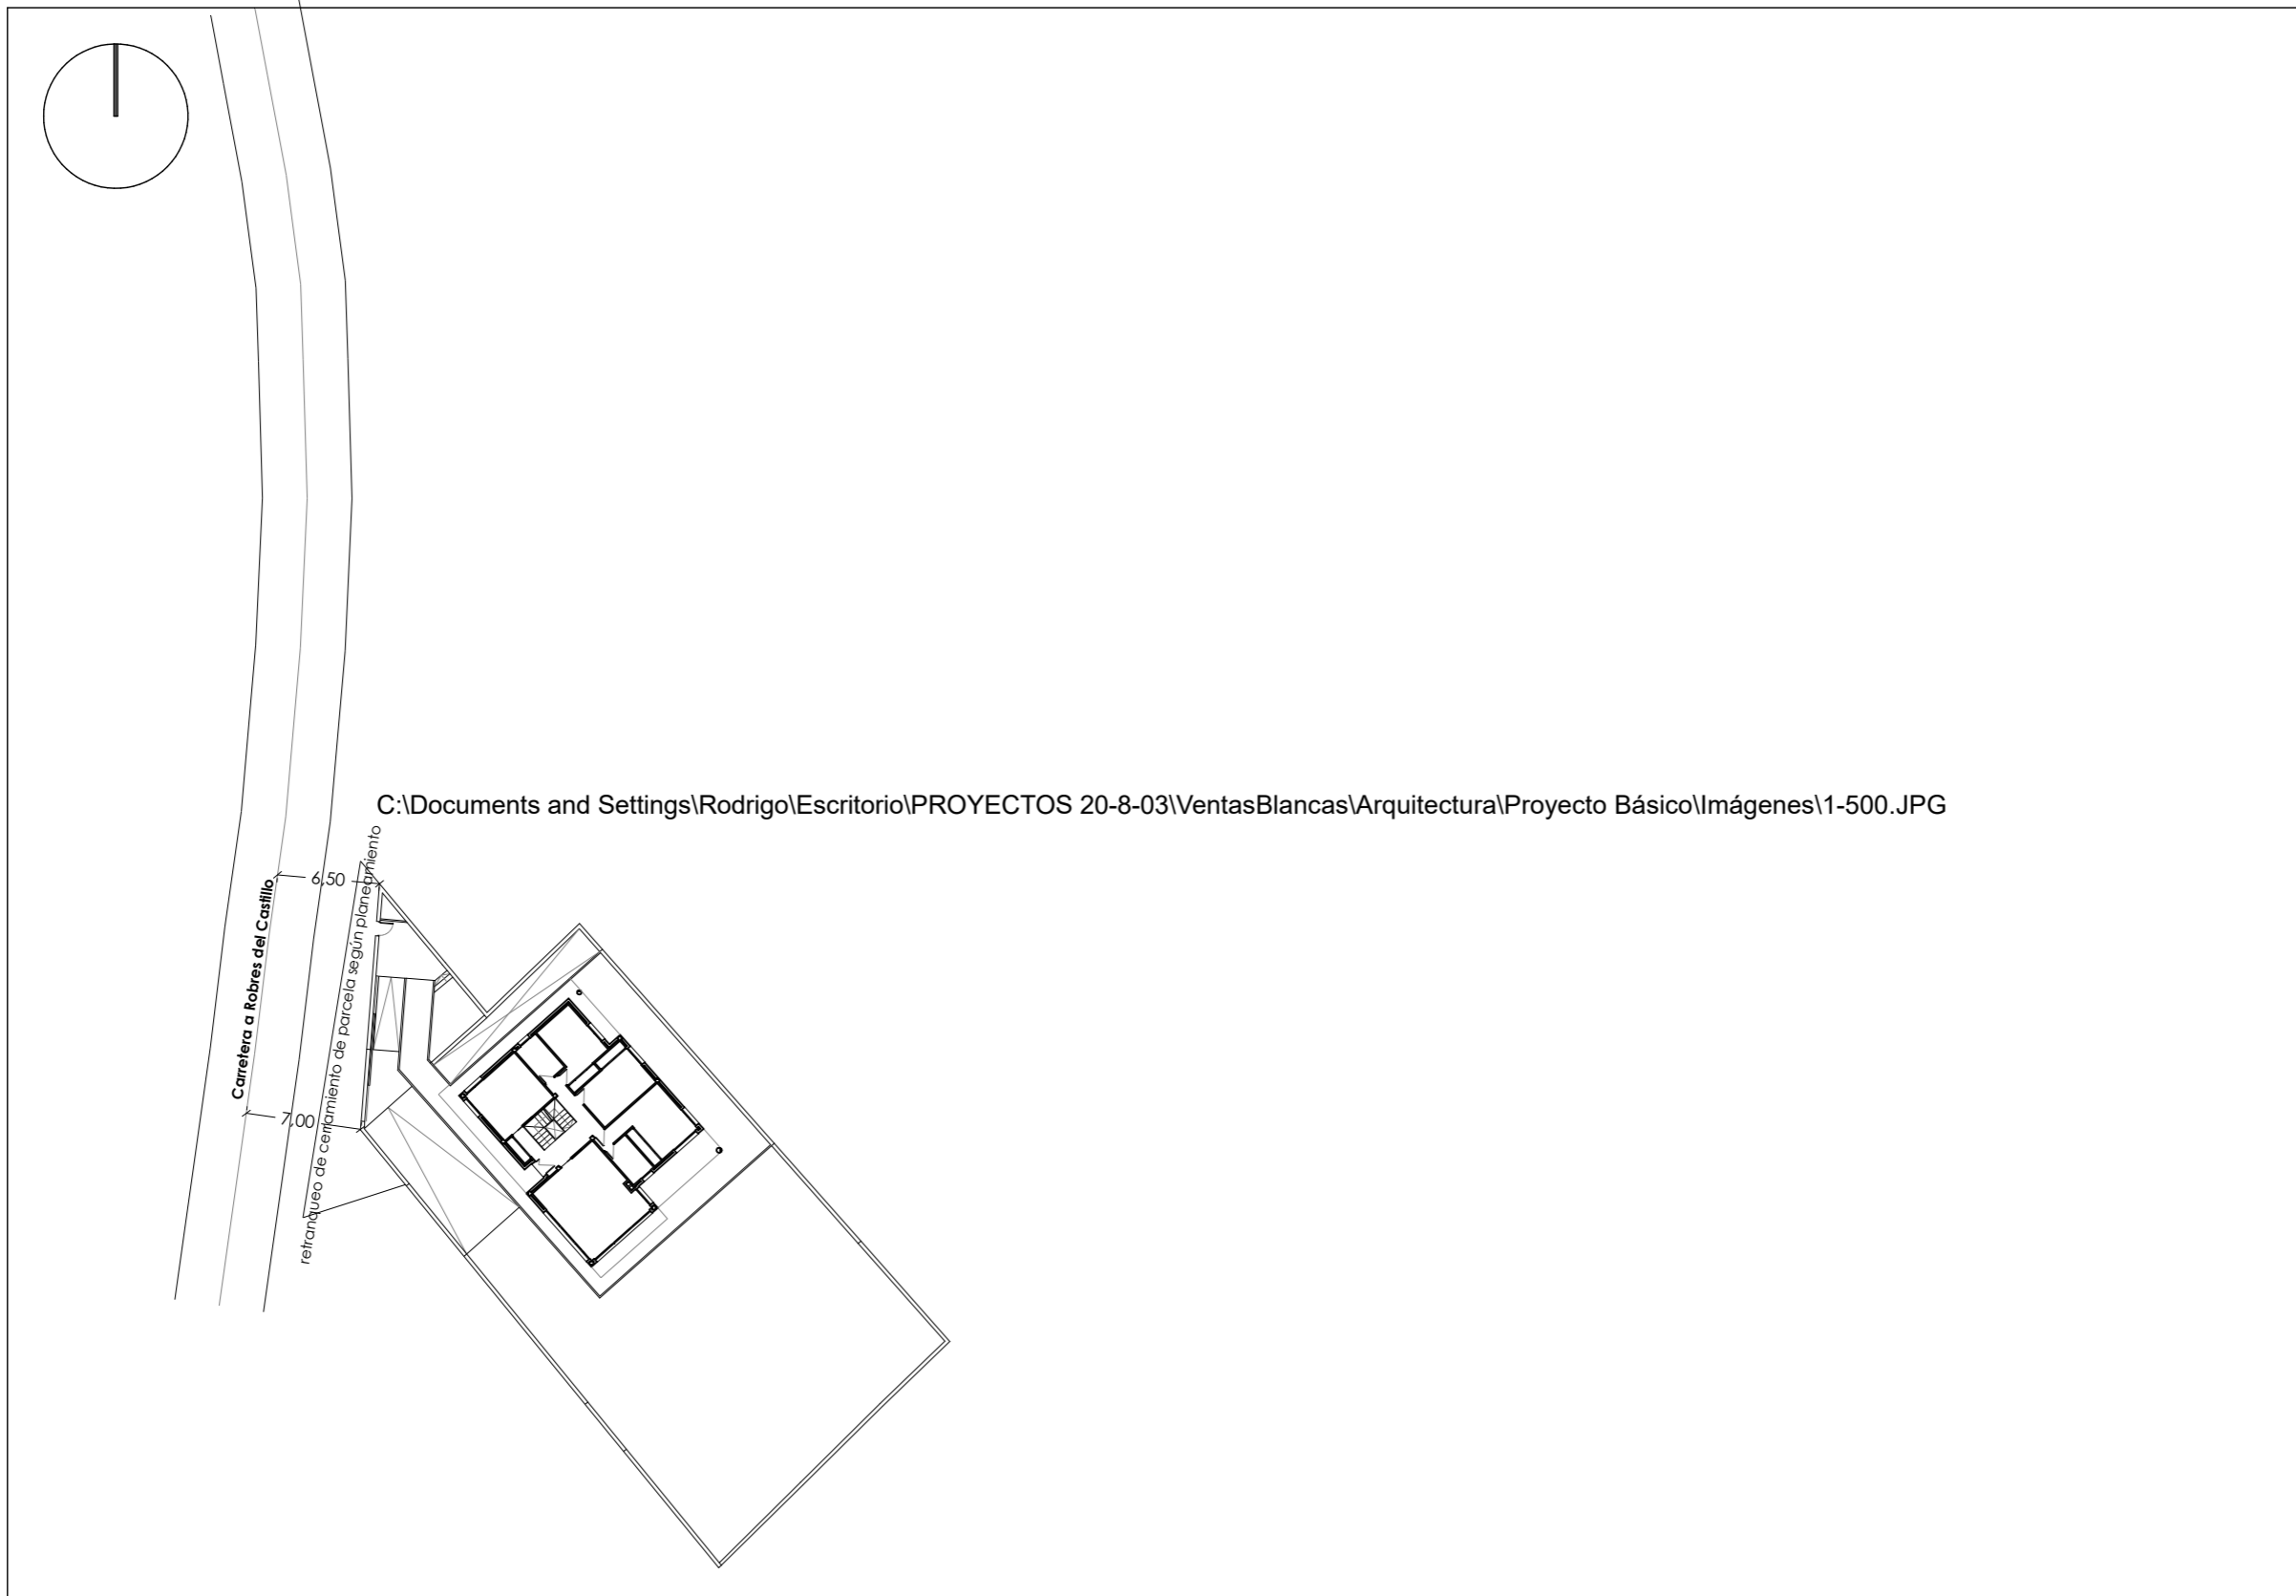 C:\Documents and Settings\Rodrigo\Escritorio\PROYECTOS 20-8-03\VentasBlancas\Arquitectura\Proyecto Básico\Imágenes\1-500.JPG
6,50
Carretera a Robres del Castillo
retranqueo de cerramiento de parcela según planeamiento
7,00